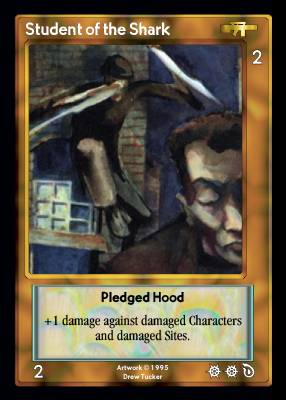 Student of the Shark
2
Pledged Hood
+1 damage against damaged Characters
and damaged Sites.
Artwork © 1995
Drew Tucker
2